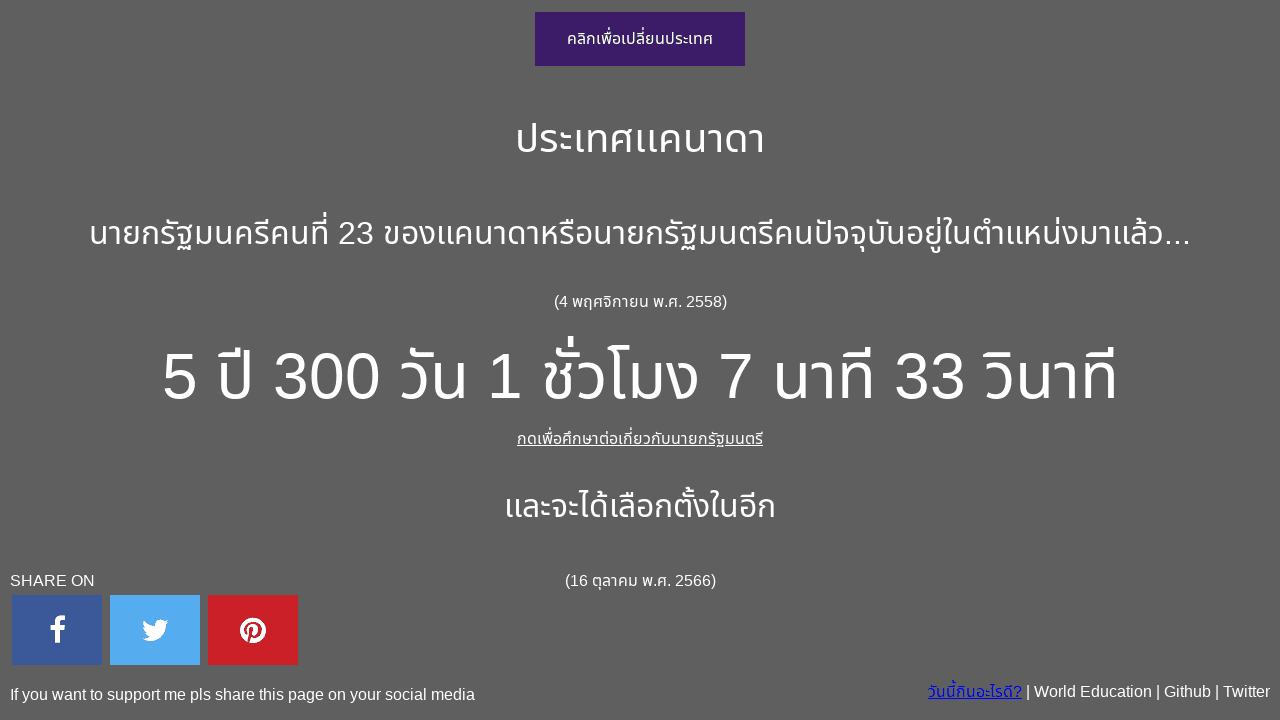 คลิกเพื่อเปลี่ยนประเทศ
ประเทศแคนาดา
นายกรัฐมนครีคนที่ 23 ของแคนาดาหรือนายกรัฐมนตรีคนปัจจุบันอยู่ในตำแหน่งมาแล้ว...
(4 พฤศจิกายน พ.ศ. 2558)
5 ปี 300 วัน 1 ชั่วโมง 7 นาที 33 วินาที
กดเพื่อศึกษาต่อเกี่ยวกับนายกรัฐมนตรี
และจะได้เลือกตั้งในอีก
(16 ตุลาคม พ.ศ. 2566)
SHARE ON
If you want to support me pls share this page on your social media
วันนี้กินอะไรดี? | World Education | Github | Twitter